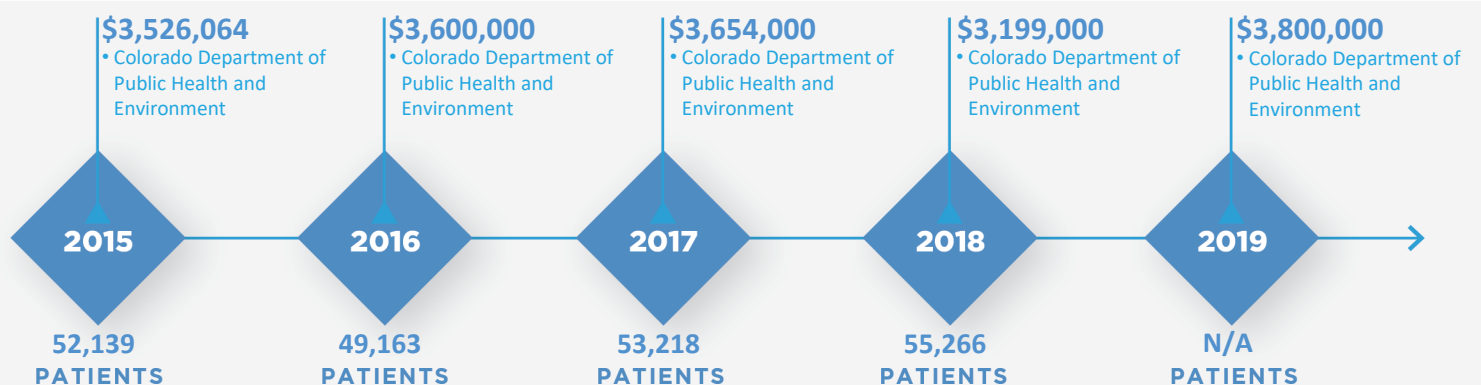 $3,526,064
• Colorado Department of
Public Health and
Environment
$3,600,000
• Colorado Department of
Public Health and
Environment
$3,654,000
• Colorado Department of
Public Health and
Environment
$3,199,000
• Colorado Department of
Public Health and
Environment
$3,800,000
• Colorado Department of
Public Health and
Environment
2015
2016
2017
2018
2019
52,139
PATIENTS
49,163
PATIENTS
53,218
PATIENTS
55,266
PATIENTS
N/A
PATIENTS